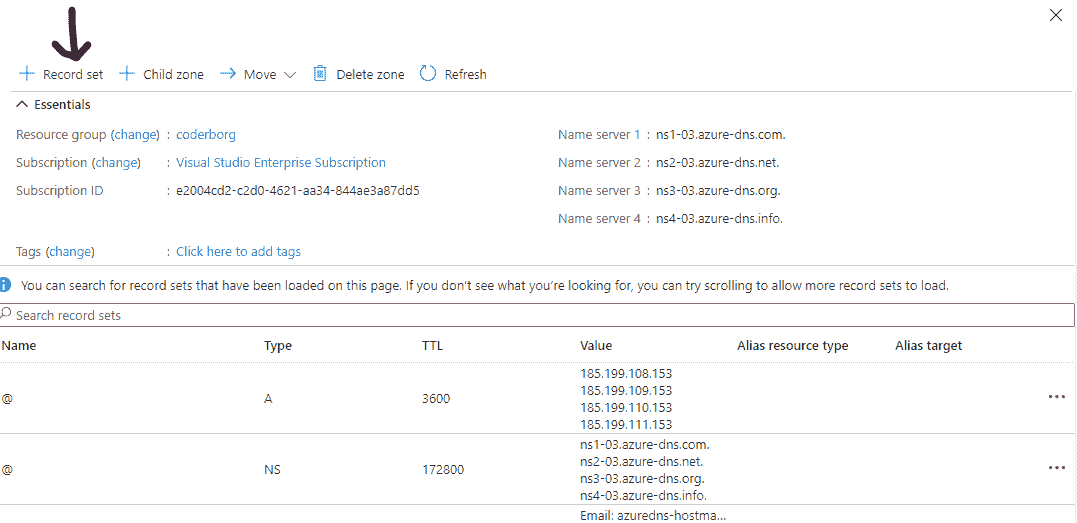 Record set Child zone Move Delete zone Refresh
Essentials
Resource group (change) : coderborg
Subscription (change) : Visual Studio Enterprise Subscription
Subscription ID : e2004cd2-c2d0-4621-aa34-844ae3a87dd5
Tags (change) : Click here to add tags
Name server 1 : ns1-03.azure-dns.com.
Name server 2 : ns2-03.azure-dns.net.
Name server 3 : ns3-03.azure-dns.org.
Name server 4 : ns4-03.azure-dns.info.
You can search for record sets that have been loaded on this page. If you don't see what you're looking for, you can try scrolling to allow more record sets to load.
Search record sets
Name Type TTL Value Alias resource type Alias target
@ A 3600
185.199.108.153
185.199.109.153
185.199.110.153
185.199.111.153
@ NS 172800
ns1-03.azure-dns.com.
ns2-03.azure-dns.net.
ns3-03.azure-dns.org.
ns4-03.azure-dns.info.
Email: azuredns-hostma...